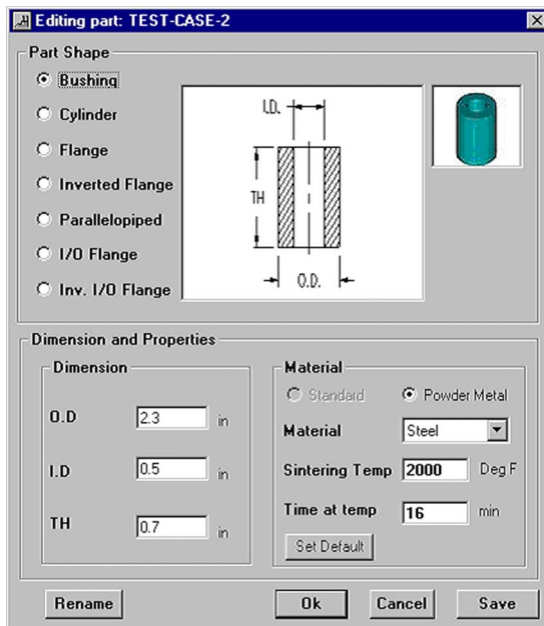 Editing part: TEST-CASE-2
Part Shape
Bushing
Cylinder
Flange
Inverted Flange
Parallelopiped
I/O Flange
Inv. I/O Flange
I.D.
TH
O.D.
Dimension and Properties
Dimension
O.D 2.3 in
I.D 0.5 in
TH 0.7 in
Material
Standard Powder Metal
Material Steel
Sintering Temp 2000 Deg F
Time at temp 16 min
Set Default
Rename Ok Cancel Save